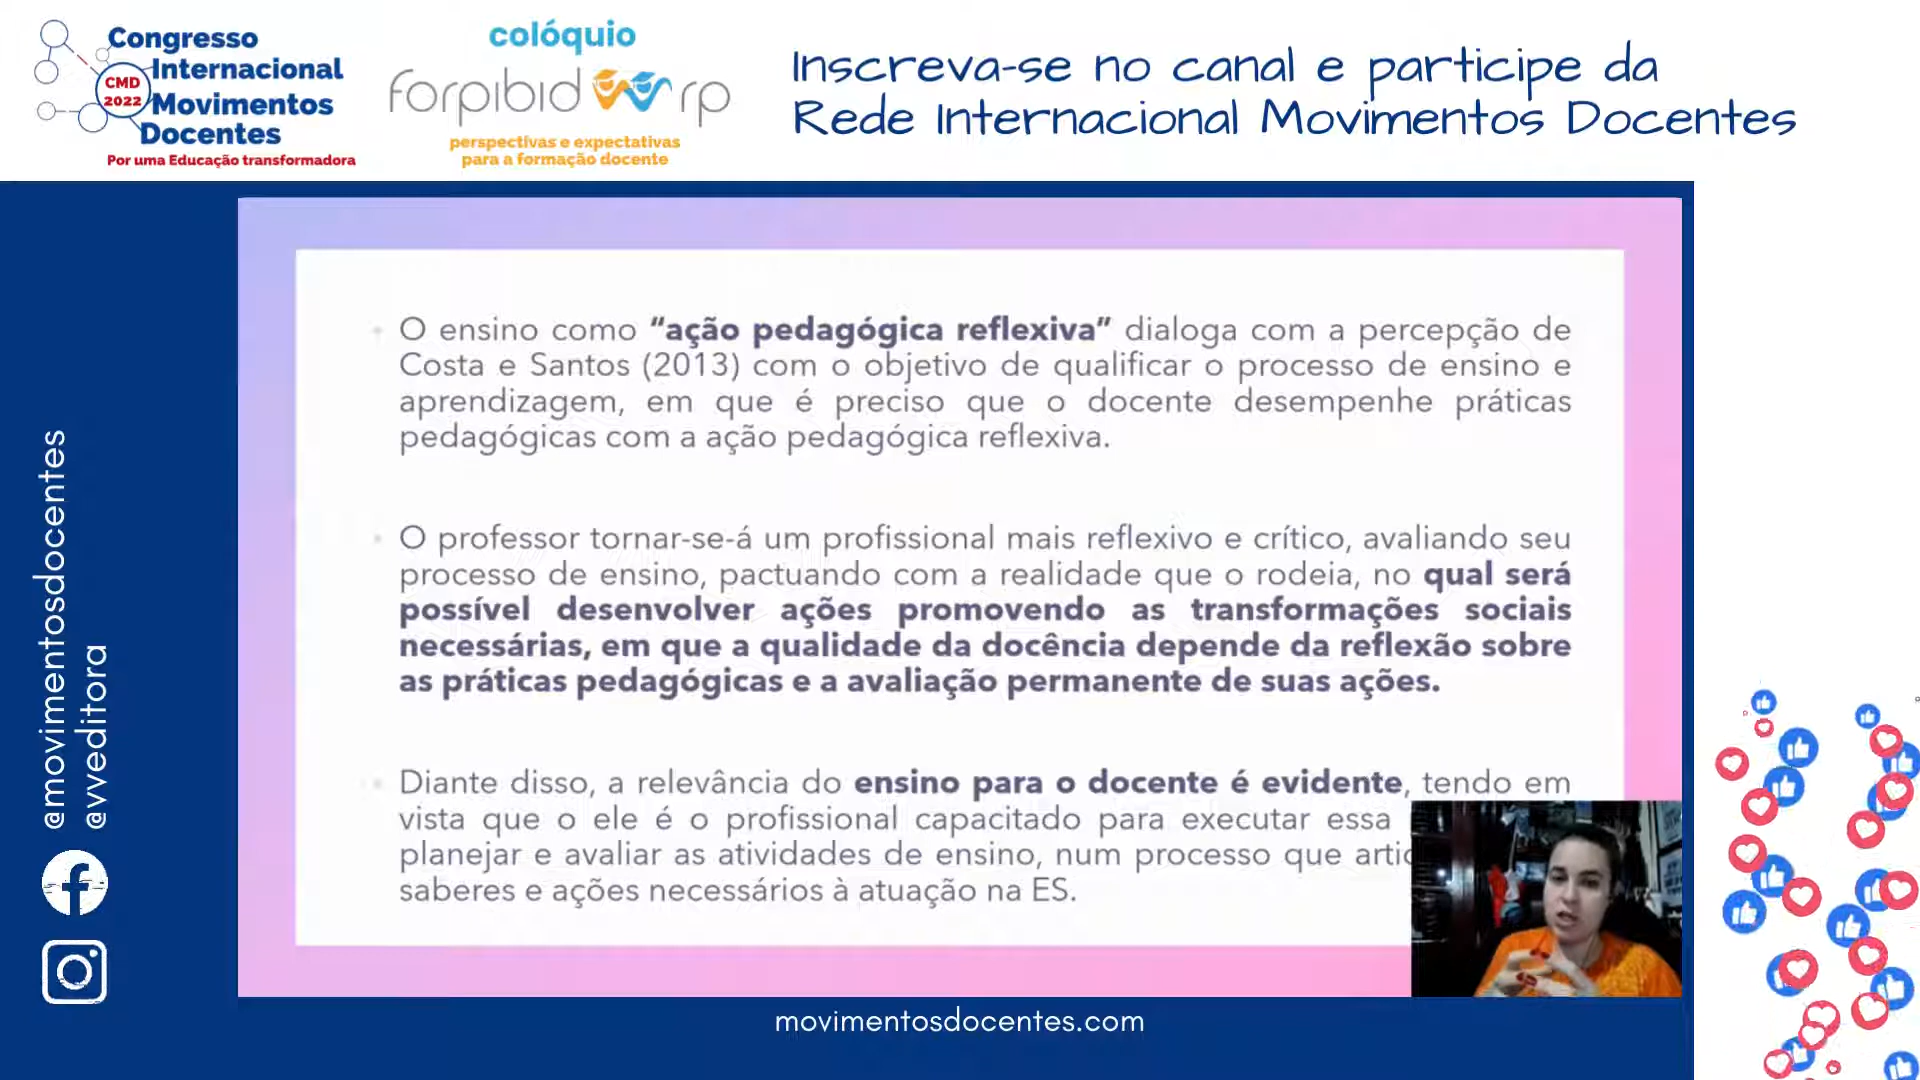 Congresso
Internacional
CMD
2022
Movimentos
Docentes
Por uma Educação transformadora
colóquio
forpibid rp
perspectivas e expectativas
para a formação docente
Inscreva-se no canal e participe da
Rede Internacional Movimentos Docentes
@movimentosdocentes
@vveditora
O ensino como “ação pedagógica reflexiva” dialoga com a percepção de
Costa e Santos (2013) com o objetivo de qualificar o processo de ensino e
aprendizagem, em que é preciso que o docente desempenhe práticas
pedagógicas com a ação pedagógica reflexiva.
O professor tornar-se-á um profissional mais reflexivo e crítico, avaliando seu
processo de ensino, pactuando com a realidade que o rodeia, no qual será
possível desenvolver ações promovendo as transformações sociais
necessárias, em que a qualidade da docência depende da reflexão sobre
as práticas pedagógicas e a avaliação permanente de suas ações.
Diante disso, a relevância do ensino para o docente é evidente, tendo em
vista que o ele é o profissional capacitado para executar essa
planejar e avaliar as atividades de ensino, num processo que
saberes e ações necessários à atuação na ES.
movimentosdocentes.com